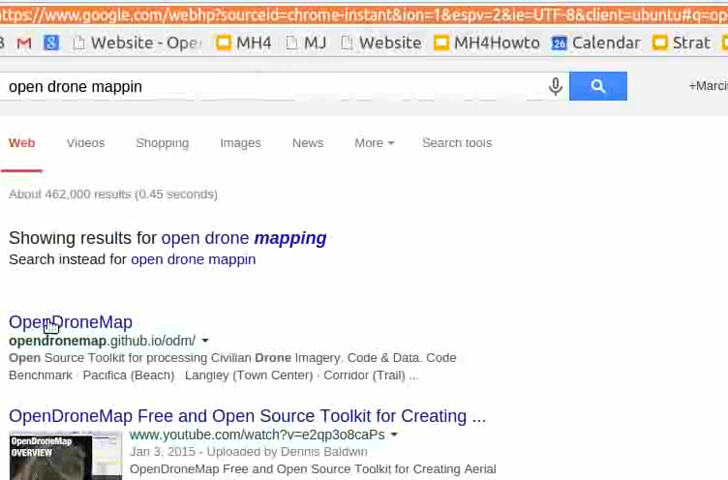 https://www.google.com/webhp?sourceid=chrome-instant&ion=1&espv=2&ie=UTF-8&client=ubuntu#q=op
Website - Ope MH4 MJ Website MH4Howto 26 Calendar Strat
open drone mappin
+Marci
Web Videos Shopping Images News More Search tools
About 462,000 results (0.45 seconds)
Showing results for open drone mapping
Search instead for open drone mappin
OpenDroneMap
opendronemap.github.io/odm/
Open Source Toolkit for processing Civilian Drone Imagery. Code & Data. Code
Benchmark · Pacifica (Beach) · Langley (Town Center) · Corridor (Trail) ...
OpenDroneMap Free and Open Source Toolkit for Creating ...
www.youtube.com/watch?v=e2qp3o8caPs
OpenDroneMap
OVERVIEW
Jan 3, 2015 - Uploaded by Dennis Baldwin
OpenDroneMap Free and Open Source Toolkit for Creating Aerial